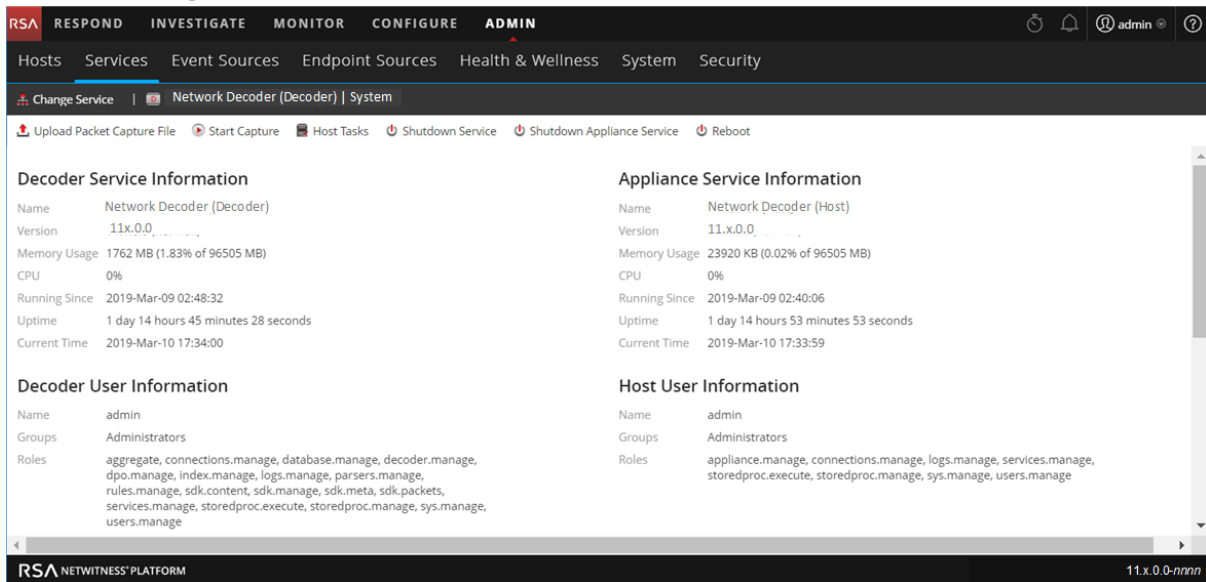 RSA RESPOND INVESTIGATE MONITOR CONFIGURE ADMIN admin
Hosts Services Event Sources Endpoint Sources Health & Wellness System Security
Change Service | Network Decoder (Decoder) | System
Upload Packet Capture File Start Capture Host Tasks Shutdown Service Shutdown Appliance Service Reboot
Decoder Service Information
Name Network Decoder (Decoder)
Version 11x.0.0
Memory Usage 1762 MB (1.83% of 96505 MB)
CPU 0%
Running Since 2019-Mar-09 02:48:32
Uptime 1 day 14 hours 45 minutes 28 seconds
Current Time 2019-Mar-10 17:34:00
Appliance Service Information
Name Network Decoder (Host)
Version 11.x.0.0
Memory Usage 23920 KB (0.02% of 96505 MB)
CPU 0%
Running Since 2019-Mar-09 02:40:06
Uptime 1 day 14 hours 53 minutes 53 seconds
Current Time 2019-Mar-10 17:33:59
Decoder User Information
Name admin
Groups Administrators
Roles aggregate, connections.manage, database.manage, decoder.manage,
dpo.manage, index.manage, logs.manage, parsers.manage,
rules.manage, sdk.content, sdk.manage, sdk.meta, sdk.packets,
services.manage, storedproc.execute, storedproc.manage, sys.manage,
users.manage
Host User Information
Name admin
Groups Administrators
Roles appliance.manage, connections.manage, logs.manage, services.manage,
storedproc.execute, storedproc.manage, sys.manage, users.manage
RSA NETWITNESS® PLATFORM 11.x.0.0-nnnn